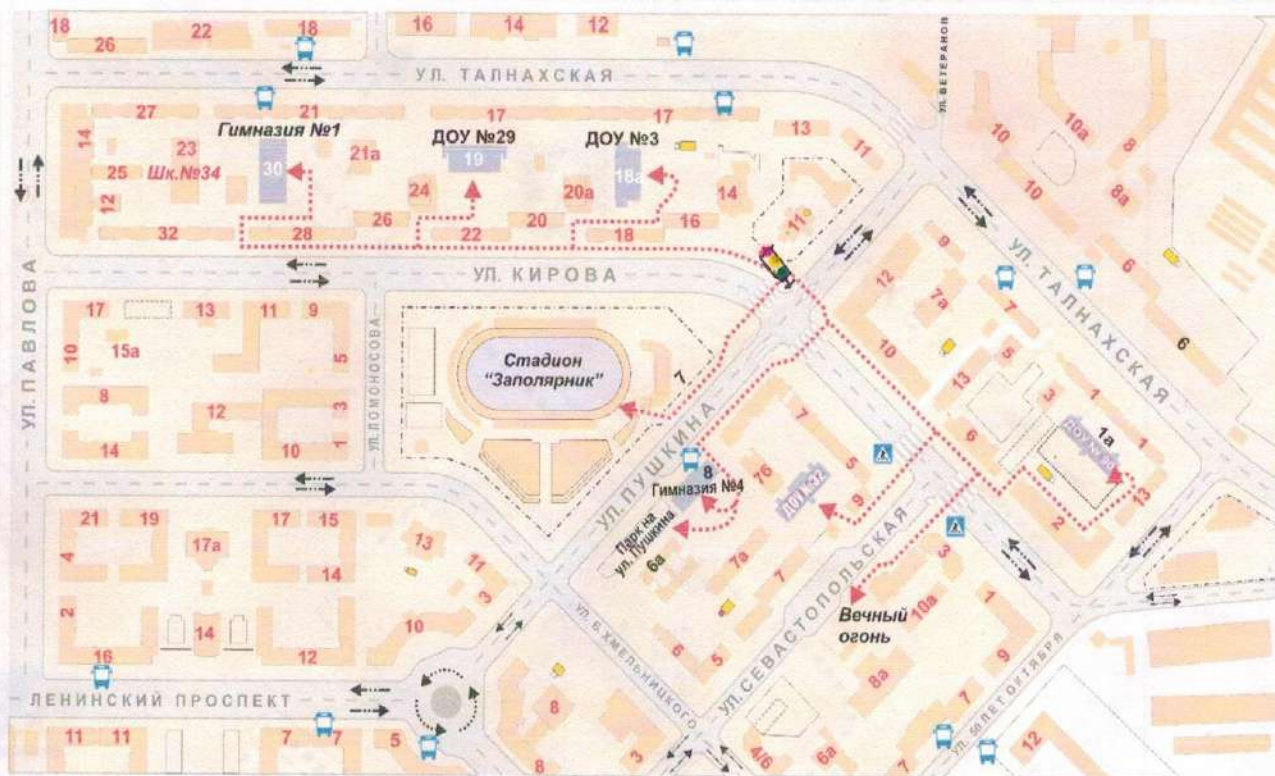 18
26
22
18
16
14
12
УЛ. ТАЛНАХСКАЯ
УЛ. ВЕТЕРАНОВ
27
21
17
17
13
11
10
10а
8
8а
10
14
Гимназия №1
ДОУ №29
ДОУ №3
23
25
Шк.№34
30
21а
19
18а
12
24
20а
14
11
32
28
26
22
20
18
16
УЛ. КИРОВА
УЛ. ПАВЛОВА
УЛ. ТАЛНАХСКАЯ
9
12
7а
7
6
6
10
5
13
3
1
1
1а
13
6
2
17
13
11
9
15а
10
5
8
12
3
14
10
1
УЛ. ЛОМОНОСОВА
Стадион
"Заполярник"
7
УЛ. ПУШКИНА
7
5
7б
8
Гимназия №4
ДОУ №32
9
Парк на
ул. Пушкина
6а
7а
7
6
5
УЛ. СЕВАСТОПОЛЬСКАЯ
Вечный
огонь
3
10а
1
9
8а
7
21
19
17
15
4
17а
13
11
14
3
2
14
10
16
12
УЛ. Б. ХМЕЛЬНИЦКОГО
УЛ. 50 ЛЕТ ОКТЯБРЯ
ЛЕНИНСКИЙ ПРОСПЕКТ
11
11
7
7
5
8
8
3
4/6
6а
7
12